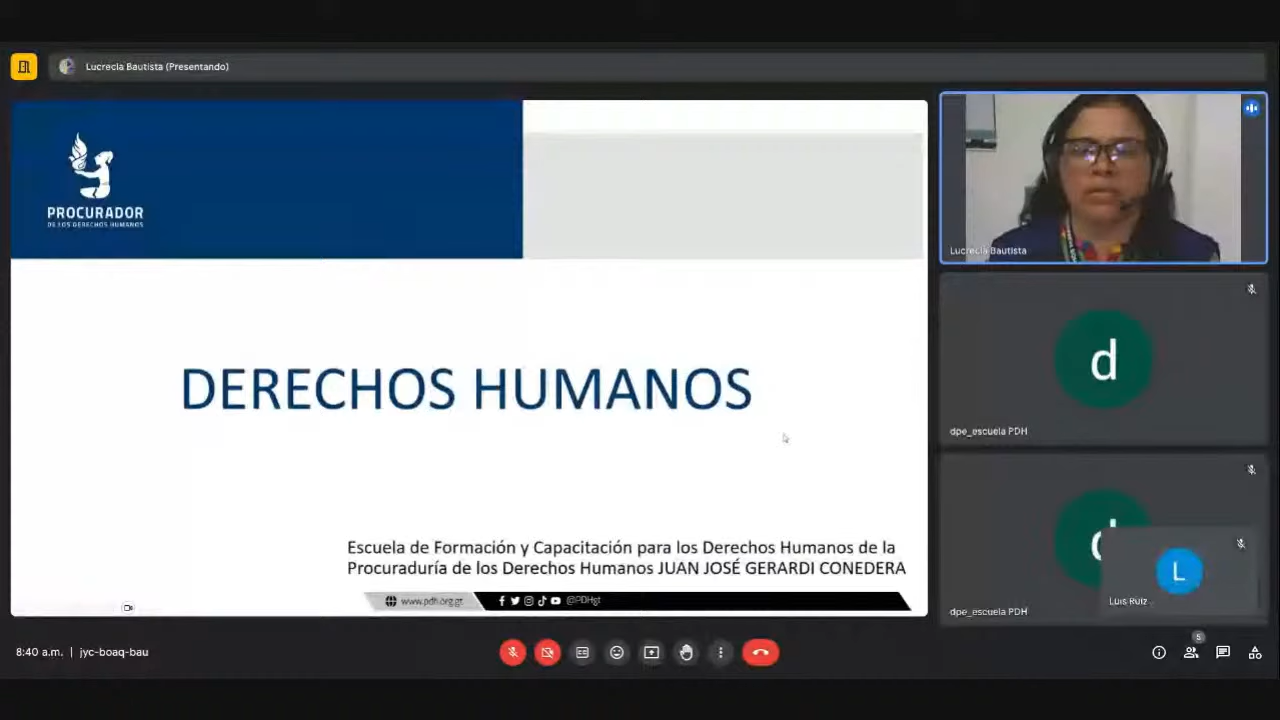 Lucrecia Bautista (Presentando)
PROCURADOR
DE LOS DERECHOS HUMANOS
DERECHOS HUMANOS
Escuela de Formación y Capacitación para los Derechos Humanos de la
Procuraduría de los Derechos Humanos JUAN JOSÉ GERARDI CONEDERA
www.pdh.org.gt
@PDHgt
Lucrecia Bautista
d
dpe_escuela PDH
d
L
Luis Ruiz
dpe_escuela PDH
8:40 a.m. | jyc-boaq-bau